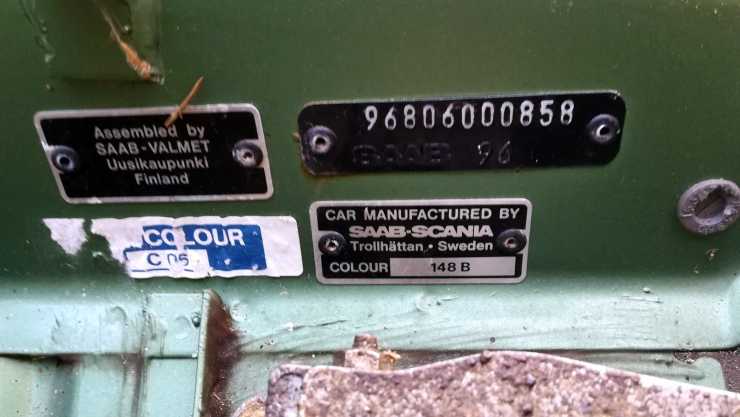 96806000858
SAAB 96
Assembled by
SAAB-VALMET
Uusikaupunki
Finland
CAR MANUFACTURED BY
SAAB-SCANIA
Trollhättan • Sweden
COLOUR 148 B
COLOUR